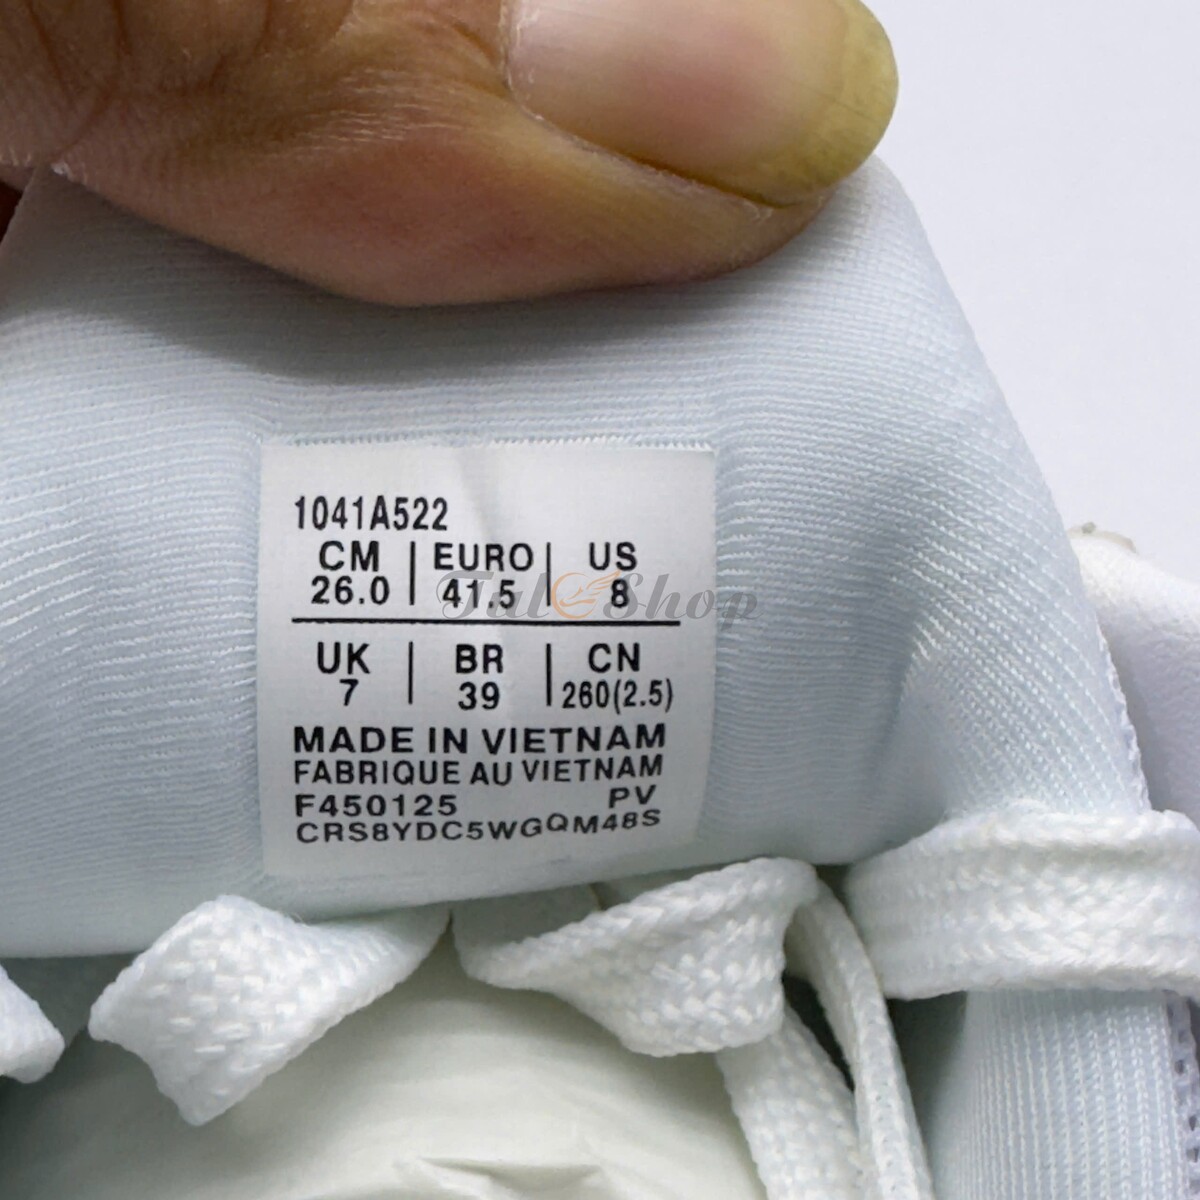 1041A522
CM | EURO | US
26.0 | 41.5 | 8
UK | BR | CN
7 | 39 | 260(2.5)
MADE IN VIETNAM
FABRIQUE AU VIETNAM
F450125 PV
CRS8YDC5WGQM48S
Shop